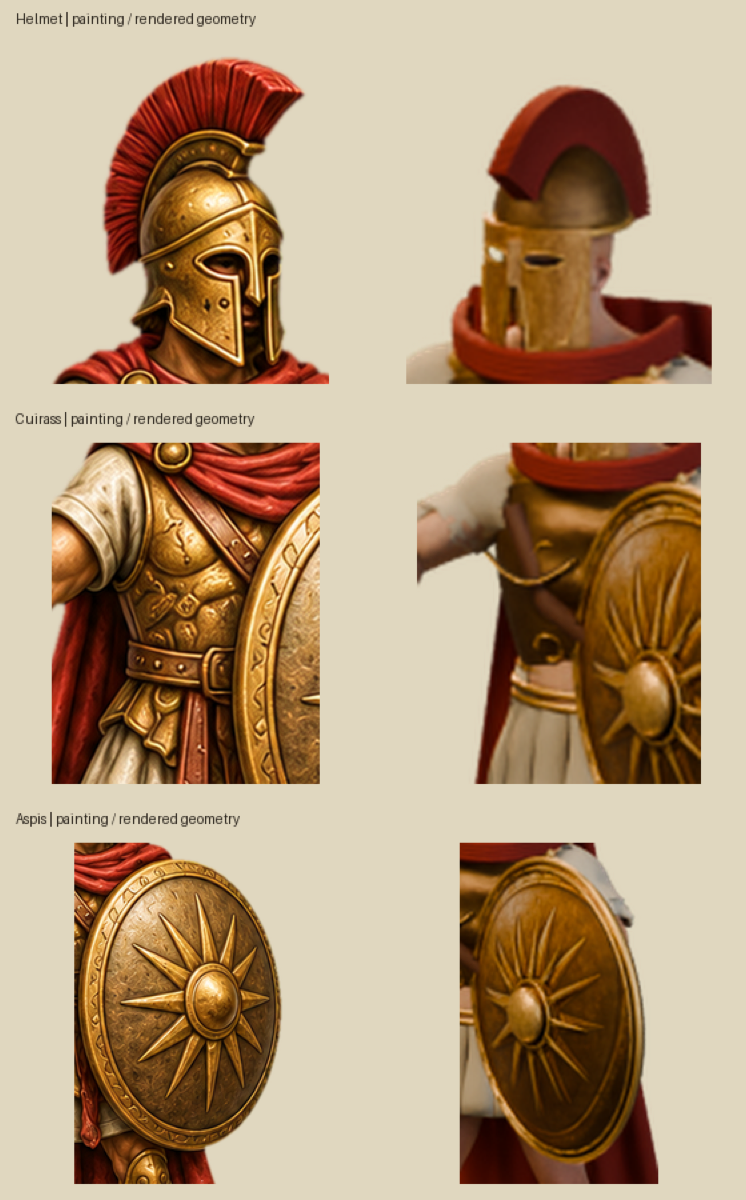 Helmet | painting / rendered geometry
Cuirass | painting / rendered geometry
Aspis | painting / rendered geometry